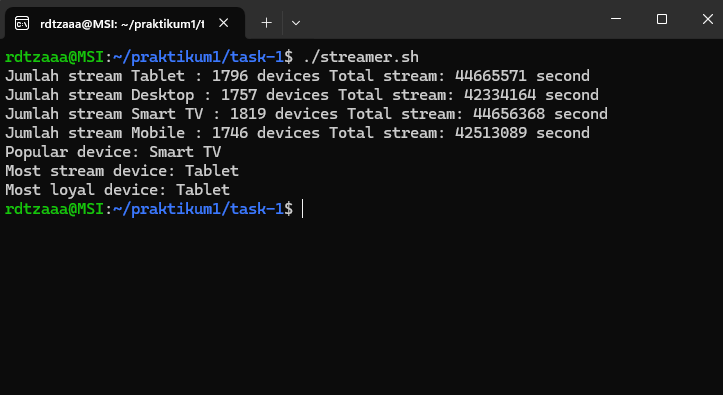 rdtzaaa@MSI: ~/praktikum1/t
rdtzaaa@MSI:~/praktikum1/task-1$ ./streamer.sh
Jumlah stream Tablet : 1796 devices Total stream: 44665571 second
Jumlah stream Desktop : 1757 devices Total stream: 42334164 second
Jumlah stream Smart TV : 1819 devices Total stream: 44656368 second
Jumlah stream Mobile : 1746 devices Total stream: 42513089 second
Popular device: Smart TV
Most stream device: Tablet
Most loyal device: Tablet
rdtzaaa@MSI:~/praktikum1/task-1$